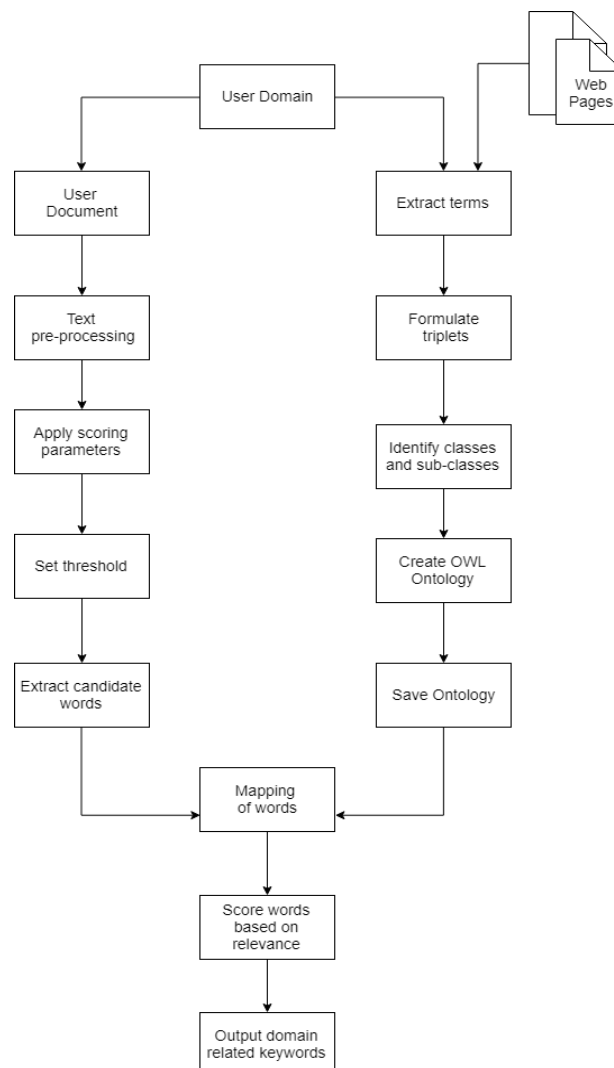 User Domain
Web
Pages
User
Document
Extract terms
Text
pre-processing
Formulate
triplets
Apply scoring
parameters
Identify classes
and sub-classes
Set threshold
Create OWL
Ontology
Extract candidate
words
Save Ontology
Mapping
of words
Score words
based on
relevance
Output domain
related keywords